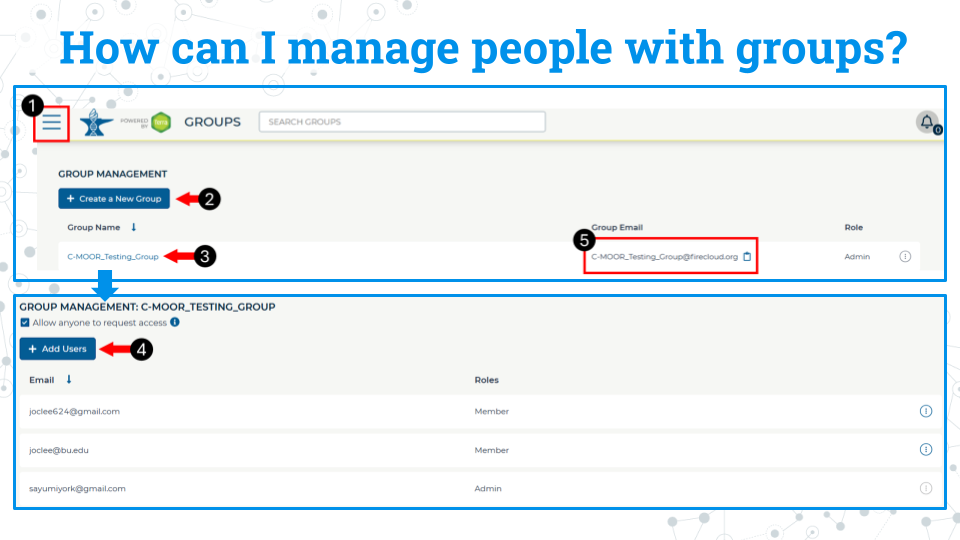 How can I manage people with groups?
1
POWERED BY Terra GROUPS SEARCH GROUPS 0
GROUP MANAGEMENT
+ Create a New Group 2
Group Name ↓ Group Email Role
5
C-MOOR_Testing_Group 3 C-MOOR_Testing_Group@firecloud.org Admin
GROUP MANAGEMENT: C-MOOR_TESTING_GROUP
Allow anyone to request access
+ Add Users 4
Email ↓ Roles
joclee624@gmail.com Member
joclee@bu.edu Member
sayumiyork@gmail.com Admin